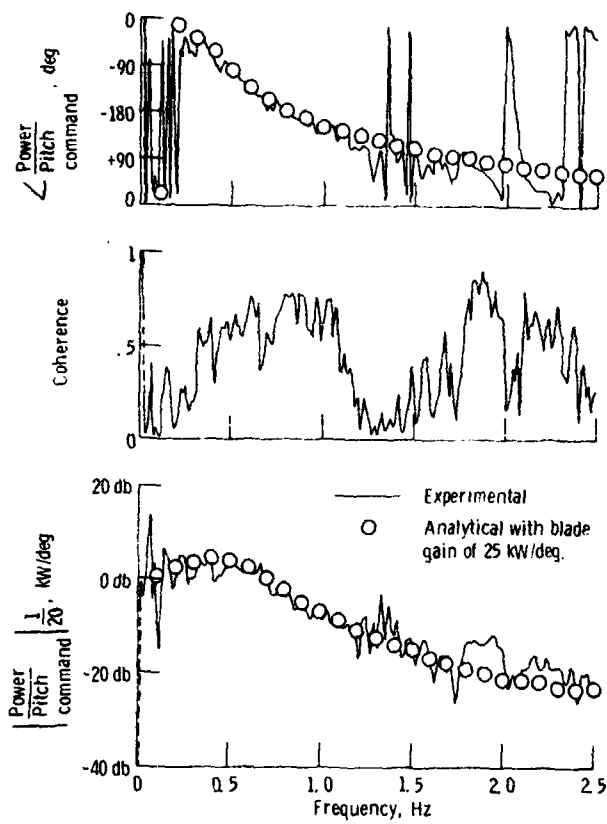 0
-90
-180
+90
0
∠ Power / Pitch command , deg
1
.5
0
Coherence
20 db
0 db
-20 db
-40 db
|Power / Pitch command| 1/20, kW/deg
Experimental
Analytical with blade
gain of 25 kW/deg.
0 0.5 1.0 1.5 2.0 2.5
Frequency, Hz